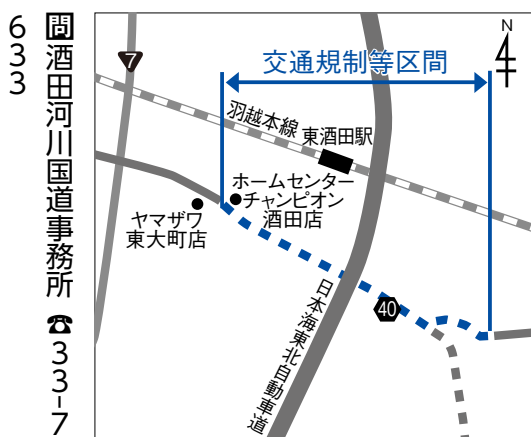 問酒田河川国道事務所 ☎33-7
633
交通規制等区間
4
7
羽越本線
東酒田駅
ホームセンター
チャンピオン
酒田店
ヤマザワ
東大町店
40
日本海東北自動車道